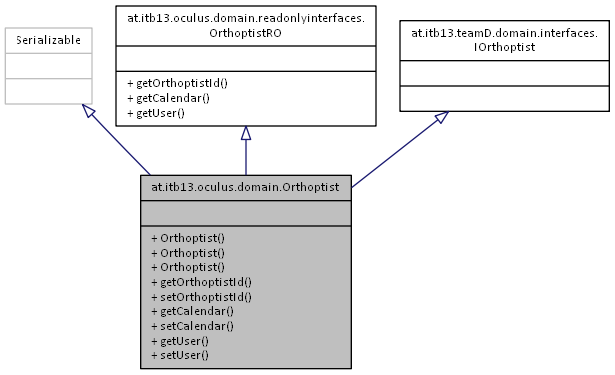 Serializable
at.itb13.oculus.domain.readonlyinterfaces.
OrthoptistRO
+ getOrthoptistId()
+ getCalendar()
+ getUser()
at.itb13.teamD.domain.interfaces.
IOrthoptist
at.itb13.oculus.domain.Orthoptist
+ Orthoptist()
+ Orthoptist()
+ Orthoptist()
+ getOrthoptistId()
+ setOrthoptistId()
+ getCalendar()
+ setCalendar()
+ getUser()
+ setUser()